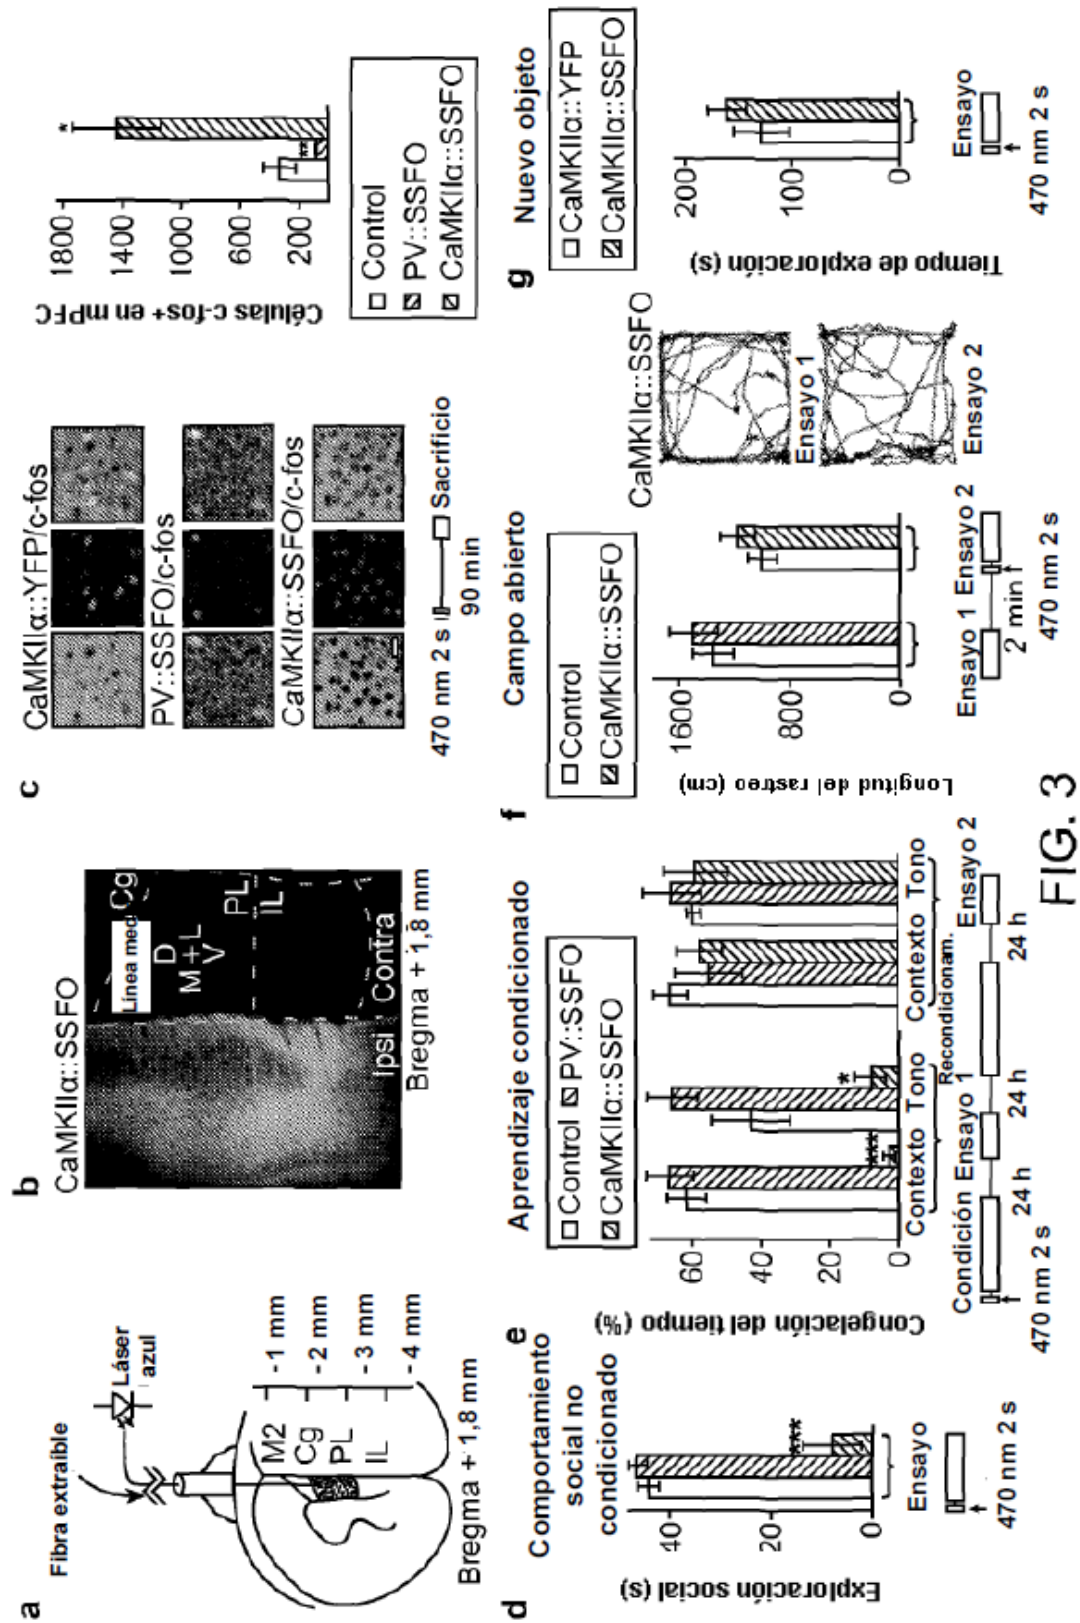 a
Fibra extraíble
Láser
azul
M2
Cg
PL
IL
- 1 mm
- 2 mm
- 3 mm
- 4 mm
Bregma + 1,8 mm
b
CaMKIIα::SSFO
Línea med
Cg
D
M + L
V
PL
IL
Ipsi
Contra
Bregma + 1,8 mm
c
CaMKIIα::YFP/c-fos
PV::SSFO/c-fos
CaMKIIα::SSFO/c-fos
470 nm 2 s
Sacrificio
90 min
Células c-fos+ en mPFC
1800
1400
1000
600
200
**
*
Control
PV::SSFO
CaMKIIα::SSFO
d
Comportamiento
social no
condicionado
Exploración social (s)
40
20
0
***
Ensayo
470 nm 2 s
e
Aprendizaje condicionado
Control PV::SSFO
CaMKIIα::SSFO
Congelación del tiempo (%)
60
40
20
0
***
*
Contexto Tono Contexto Tono
Recondicionam.
Condición Ensayo 1 Ensayo 2
24 h 24 h 24 h
470 nm 2 s
f
Campo abierto
Control
CaMKIIα::SSFO
Longitud del rastreo (cm)
1600
800
0
Ensayo 1 Ensayo 2
2
min
470 nm 2 s
CaMKIIα::SSFO
Ensayo 1
Ensayo 2
g
Nuevo objeto
CaMKIIα::YFP
CaMKIIα::SSFO
Tiempo de exploración (s)
200
100
0
Ensayo
470 nm 2 s
FIG. 3